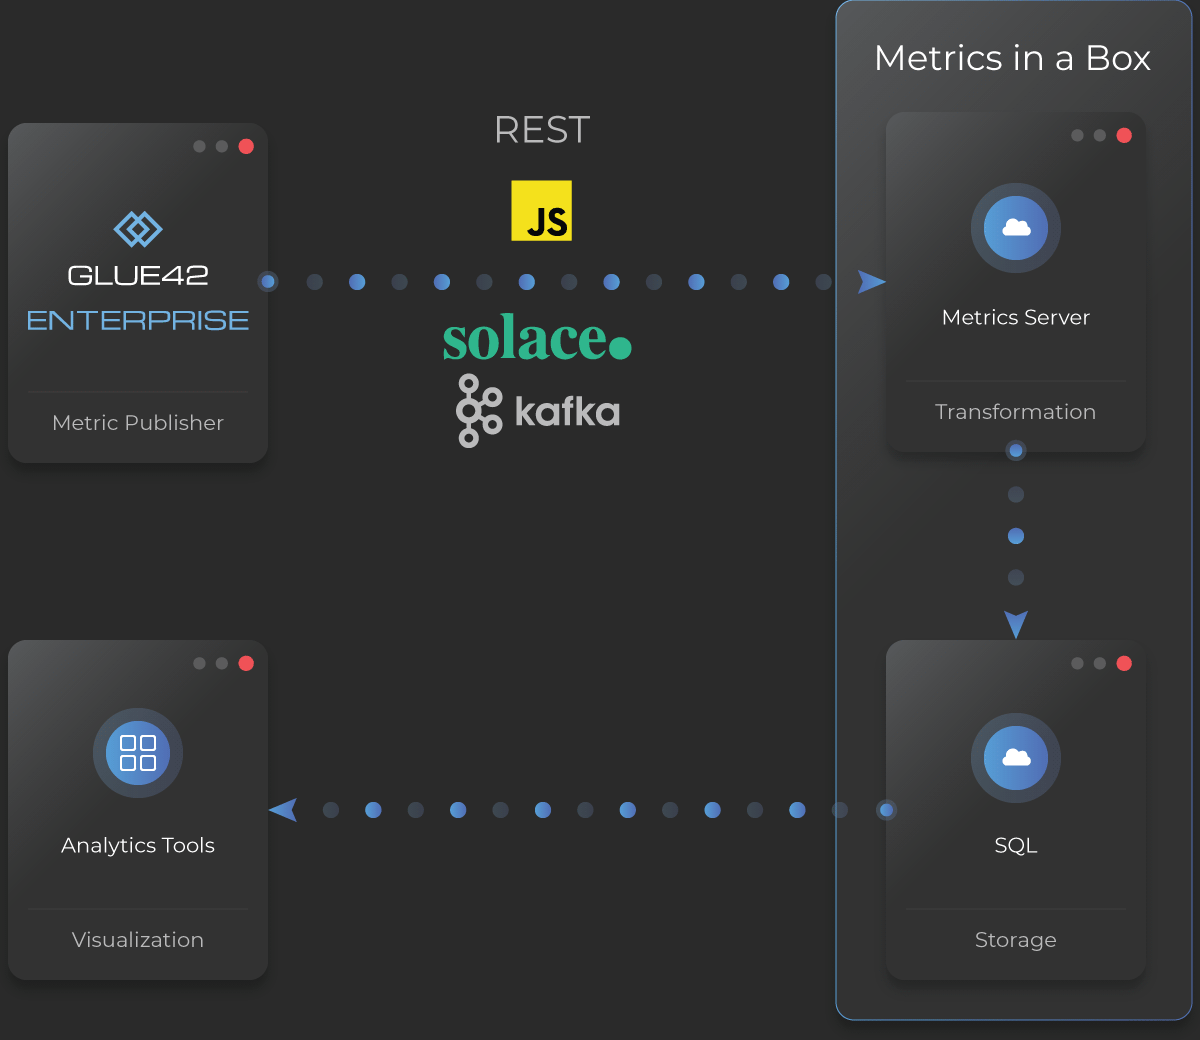 Metrics in a Box
REST
JS
GLUE42
ENTERPRISE
Metric Publisher
solace.
kafka
Metrics Server
Transformation
Analytics Tools
Visualization
SQL
Storage